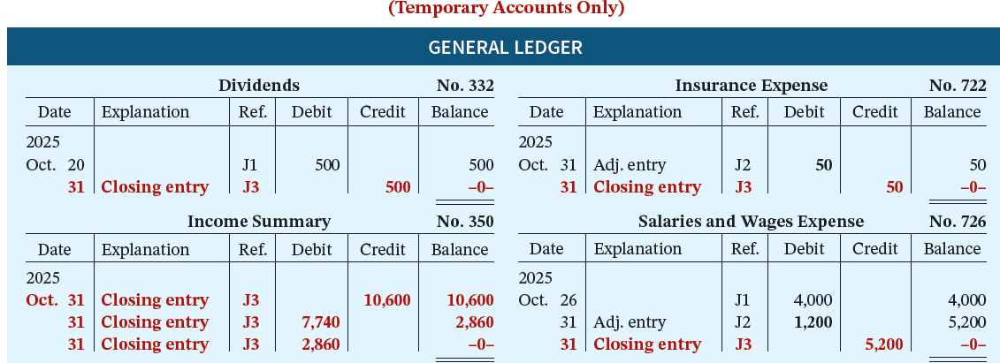 (Temporary Accounts Only)
GENERAL LEDGER
Dividends No. 332
Date Explanation Ref. Debit Credit Balance
2025
Oct. 20 J1 500 500
31 Closing entry J3 500 –0–
Income Summary No. 350
Date Explanation Ref. Debit Credit Balance
2025
Oct. 31 Closing entry J3 10,600 10,600
31 Closing entry J3 7,740 2,860
31 Closing entry J3 2,860 –0–
Insurance Expense No. 722
Date Explanation Ref. Debit Credit Balance
2025
Oct. 31 Adj. entry J2 50 50
31 Closing entry J3 50 –0–
Salaries and Wages Expense No. 726
Date Explanation Ref. Debit Credit Balance
2025
Oct. 26 J1 4,000 4,000
31 Adj. entry J2 1,200 5,200
31 Closing entry J3 5,200 –0–